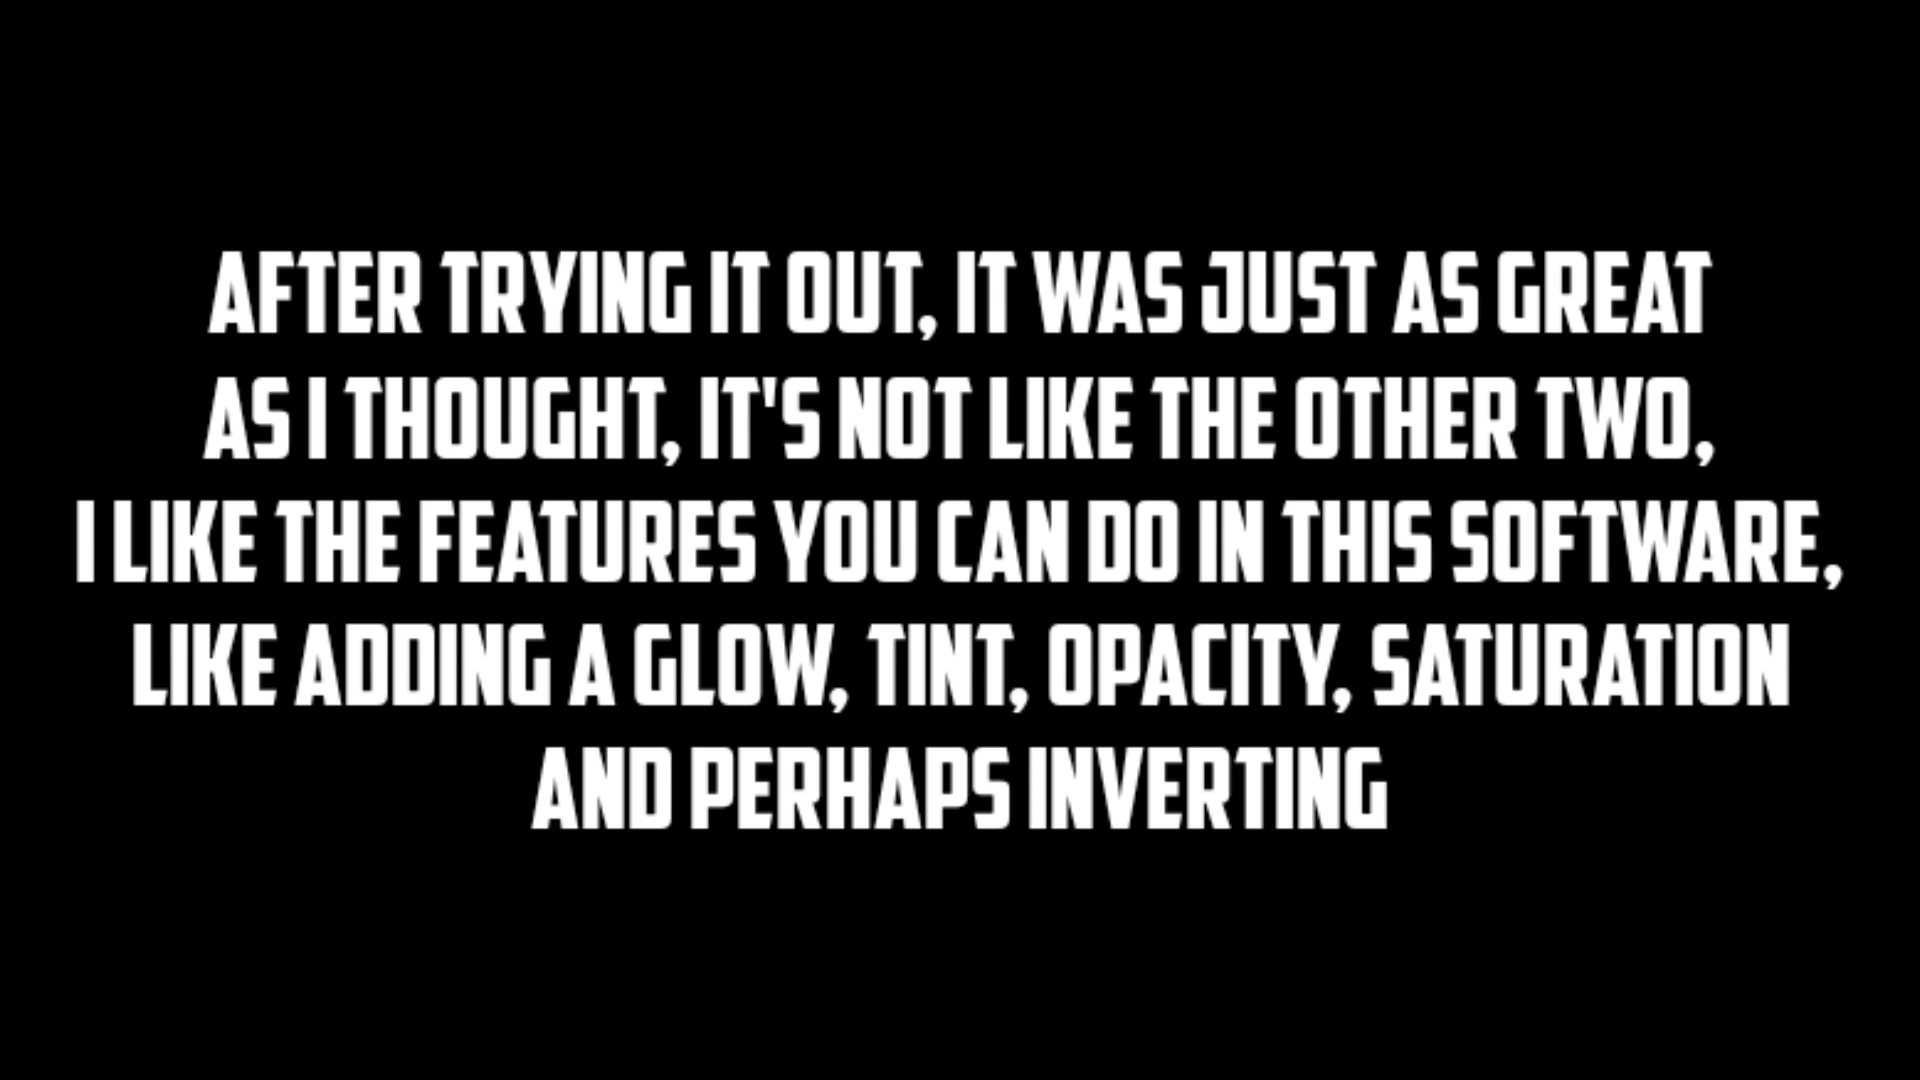 AFTER TRYING IT OUT, IT WAS JUST AS GREAT
AS I THOUGHT, IT'S NOT LIKE THE OTHER TWO,
I LIKE THE FEATURES YOU CAN DO IN THIS SOFTWARE,
LIKE ADDING A GLOW, TINT, OPACITY, SATURATION
AND PERHAPS INVERTING